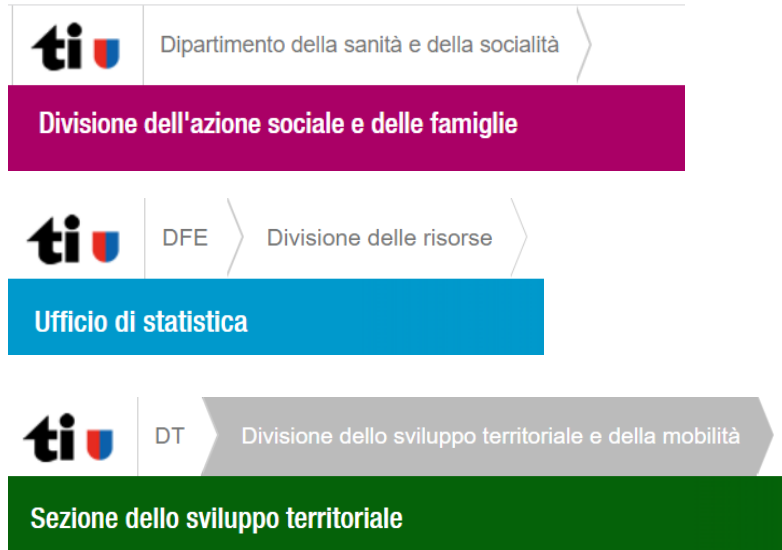 ti Dipartimento della sanità e della socialità
Divisione dell'azione sociale e delle famiglie
ti DFE Divisione delle risorse
Ufficio di statistica
ti DT Divisione dello sviluppo territoriale e della mobilità
Sezione dello sviluppo territoriale